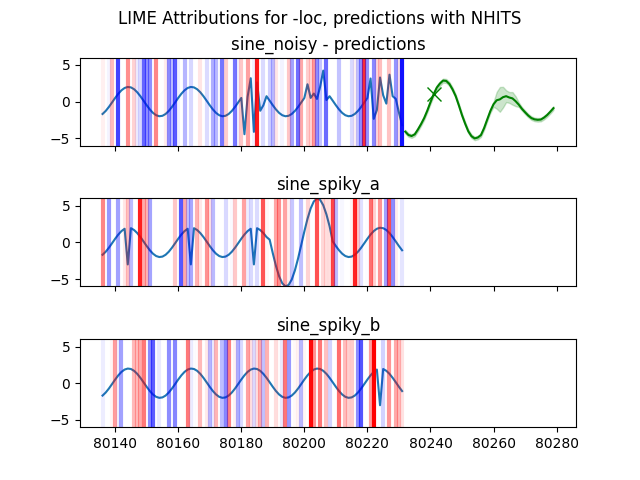 LIME Attributions for -loc, predictions with NHITS
sine_noisy - predictions
5
0
−5
sine_spiky_a
5
0
−5
sine_spiky_b
5
0
−5
80140 80160 80180 80200 80220 80240 80260 80280